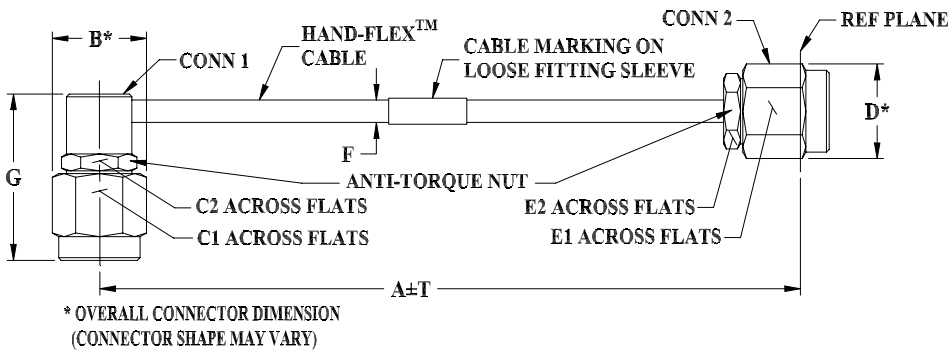 B*
CONN 1
HAND-FLEX™
CABLE
CABLE MARKING ON
LOOSE FITTING SLEEVE
CONN 2
REF PLANE
D*
F
G
ANTI-TORQUE NUT
C2 ACROSS FLATS
C1 ACROSS FLATS
E2 ACROSS FLATS
E1 ACROSS FLATS
A±T
* OVERALL CONNECTOR DIMENSION
(CONNECTOR SHAPE MAY VARY)